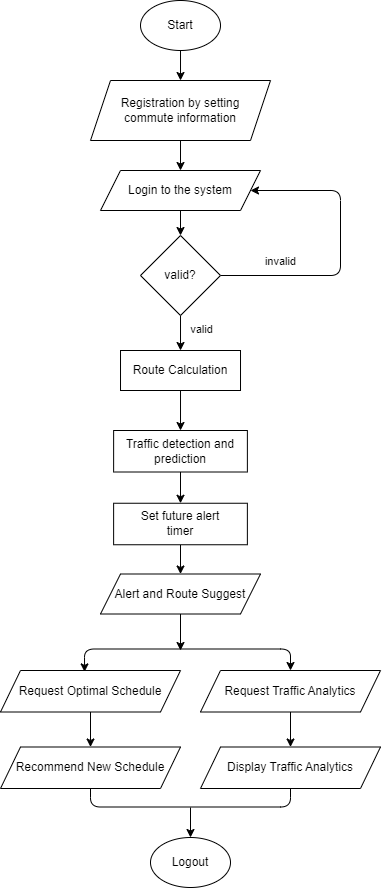 Start
Registration by setting
commute information
Login to the system
valid?
invalid
valid
Route Calculation
Traffic detection and
prediction
Set future alert
timer
Alert and Route Suggest
Request Optimal Schedule
Request Traffic Analytics
Recommend New Schedule
Display Traffic Analytics
Logout